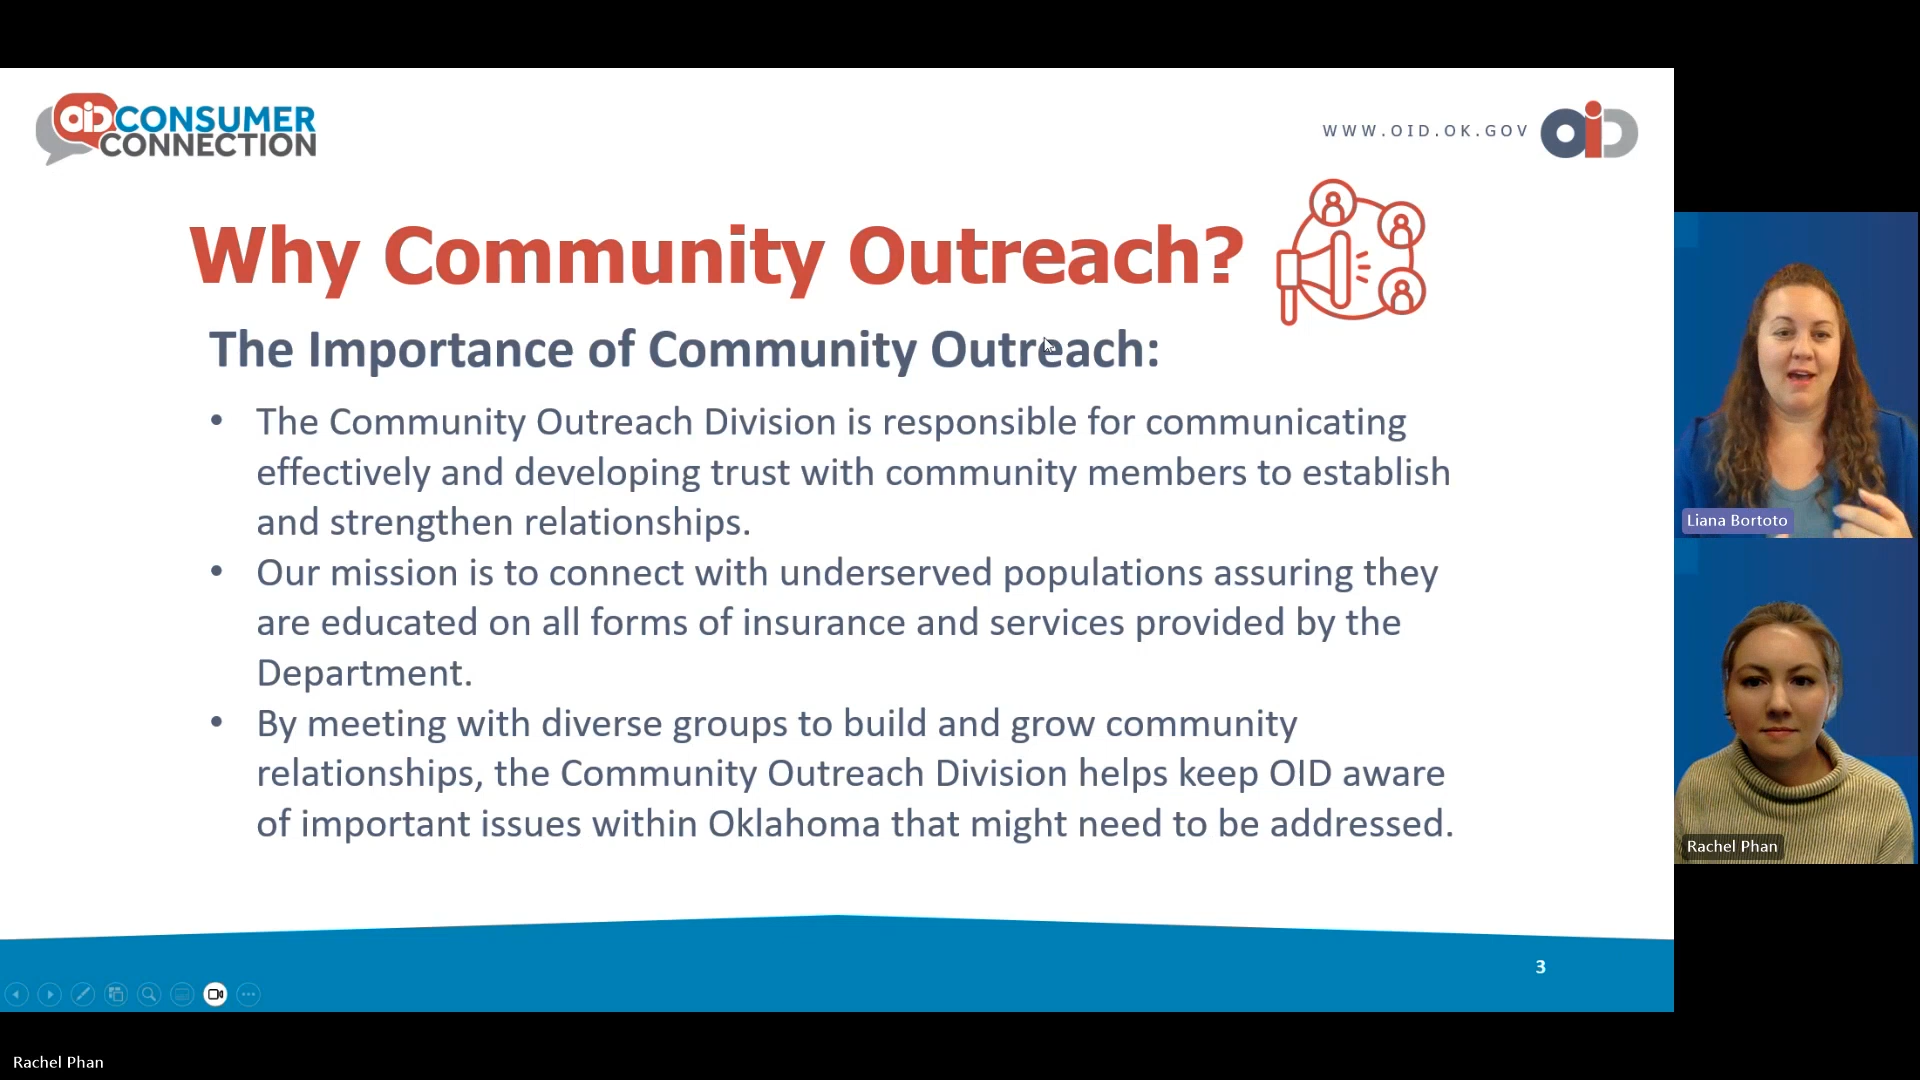 OID CONSUMER
CONNECTION
WWW.OID.OK.GOV OID
Why Community Outreach?
The Importance of Community Outreach:
• The Community Outreach Division is responsible for communicating
effectively and developing trust with community members to establish
and strengthen relationships.
• Our mission is to connect with underserved populations assuring they
are educated on all forms of insurance and services provided by the
Department.
• By meeting with diverse groups to build and grow community
relationships, the Community Outreach Division helps keep OID aware
of important issues within Oklahoma that might need to be addressed.
3
Liana Bortoto
Rachel Phan
Rachel Phan